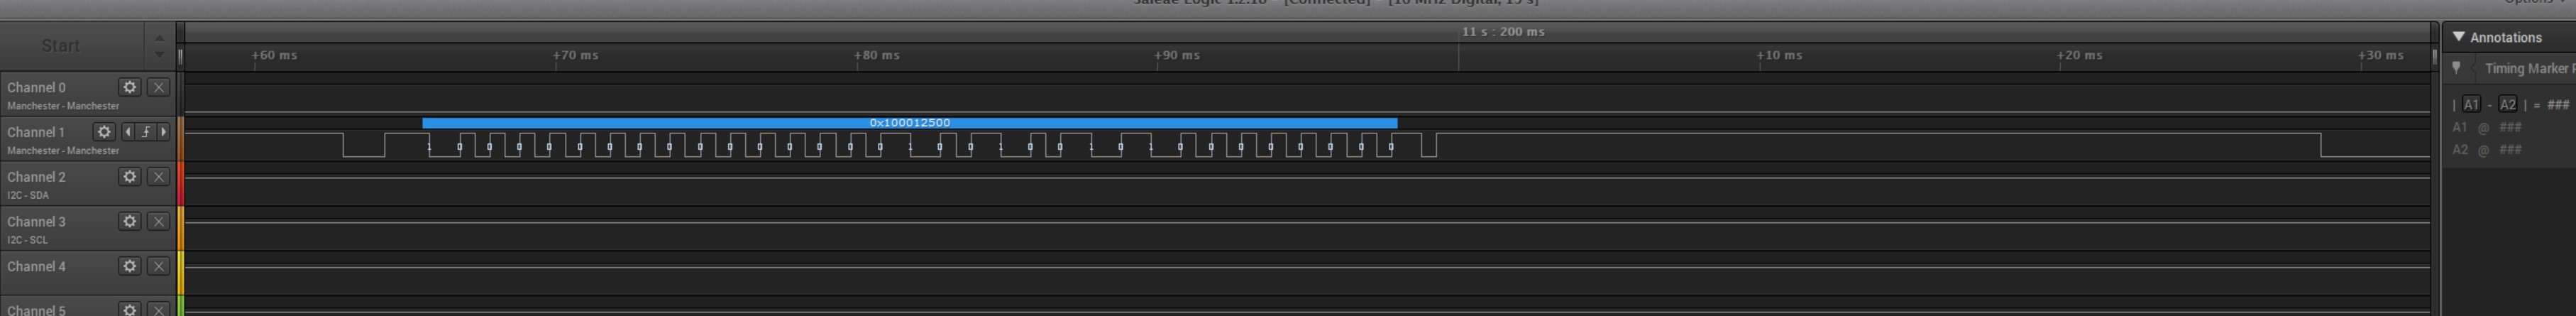 Saleae Logic 1.2.18 - [Connected] - [16 MHz Digital, 15 s]
Options
Start
11 s : 200 ms
+60 ms +70 ms +80 ms +90 ms +10 ms +20 ms +30 ms
Annotations
Timing Marker P
| A1 - A2 | = ###
A1 @ ###
A2 @ ###
Channel 0
Manchester - Manchester
Channel 1
Manchester - Manchester
0x100012500
1 0 0 0 0 0 0 0 0 0 0 0 0 0 0 0 1 0 0 1 0 0 1 0 1 0 0 0 0 0 0 0 0
Channel 2
I2C - SDA
Channel 3
I2C - SCL
Channel 4
Channel 5